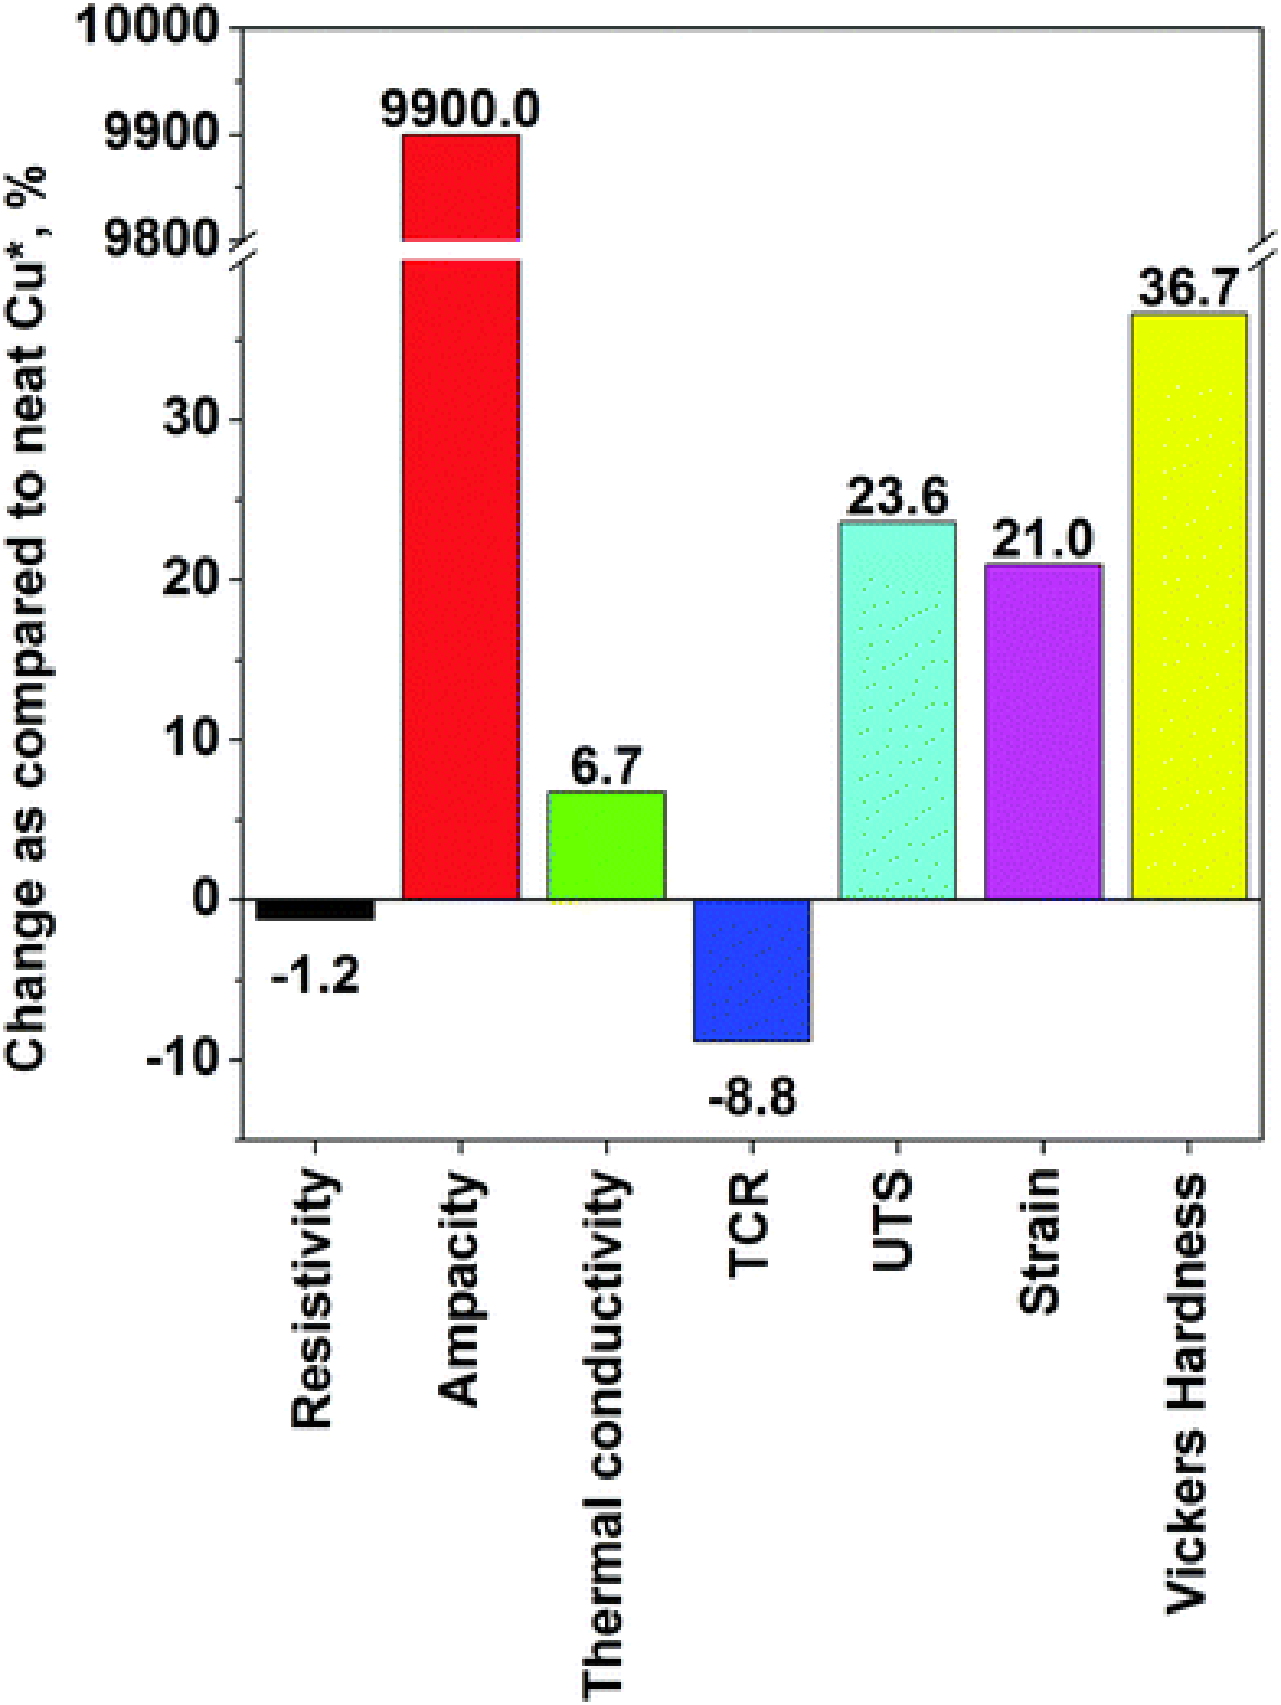 Change as compared to neat Cu*, %
10000
9900
9800
30
20
10
0
-10
-1.2
9900.0
6.7
-8.8
23.6
21.0
36.7
Resistivity
Ampacity
Thermal conductivity
TCR
UTS
Strain
Vickers Hardness